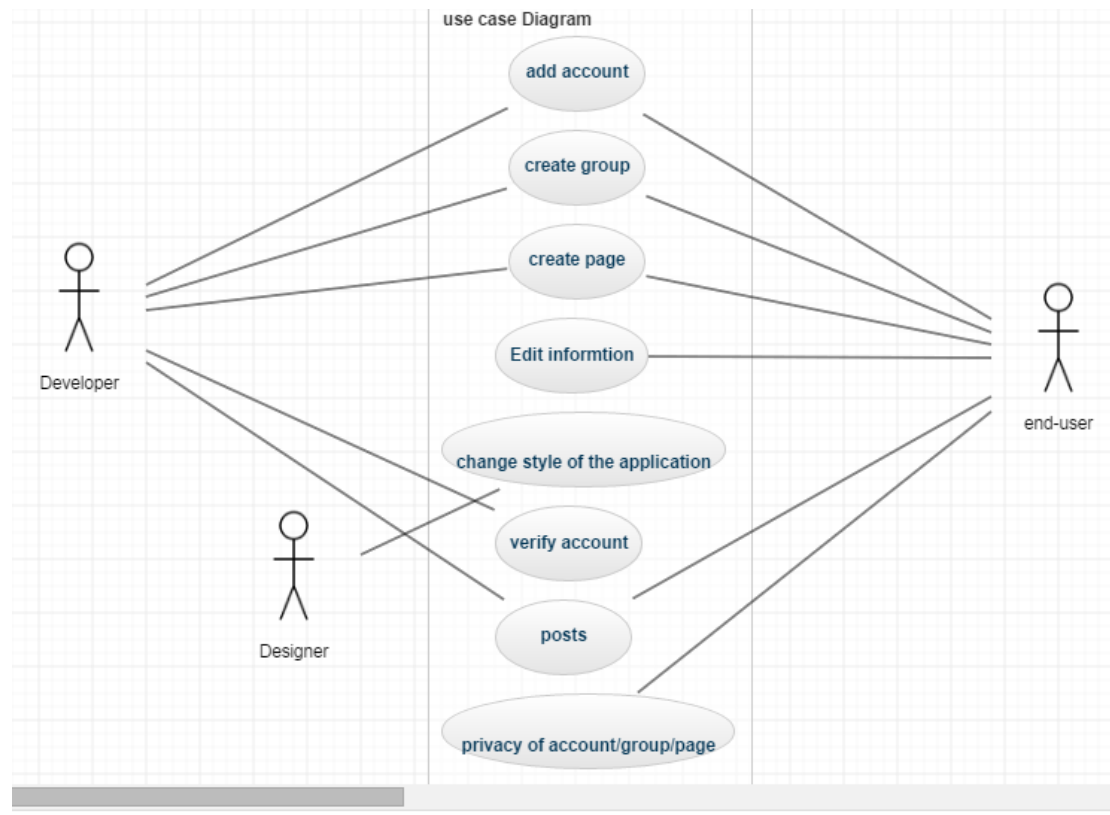 use case Diagram
add account
create group
create page
Edit informtion
change style of the application
verify account
posts
privacy of account/group/page
Developer
Designer
end-user